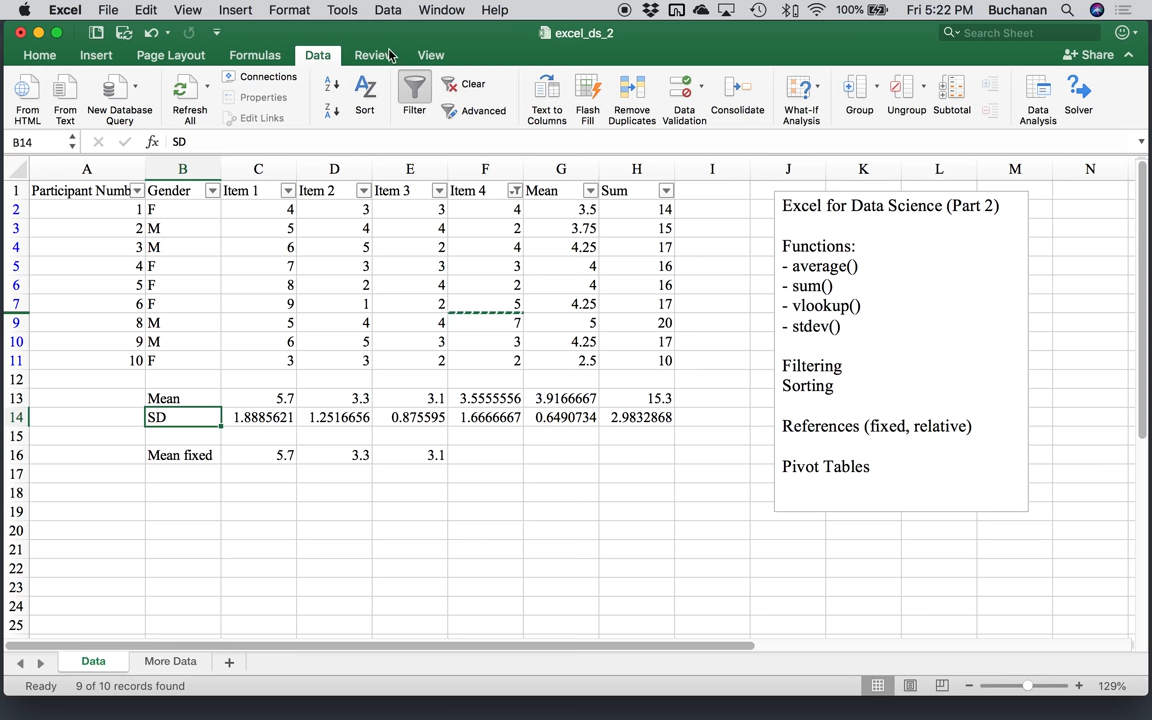 Excel File Edit View Insert Format Tools Data Window Help 100% Fri 5:22 PM Buchanan
excel_ds_2 Search Sheet
Home Insert Page Layout Formulas Data Review View Share
From HTML From Text New Database Query Refresh All Connections Properties Edit Links Sort Filter Clear Advanced Text to Columns Flash Fill Remove Duplicates Data Validation Consolidate What-If Analysis Group Ungroup Subtotal Data Analysis Solver
B14 fx SD
A B C D E F G H I J K L M N
1 Participant Numb Gender Item 1 Item 2 Item 3 Item 4 Mean Sum
2 1 F 4 3 3 4 3.5 14
3 2 M 5 4 4 2 3.75 15
4 3 M 6 5 2 4 4.25 17
5 4 F 7 3 3 3 4 16
6 5 F 8 2 4 2 4 16
7 6 F 9 1 2 5 4.25 17
9 8 M 5 4 4 7 5 20
10 9 M 6 5 3 3 4.25 17
11 10 F 3 3 2 2 2.5 10
12
13 Mean 5.7 3.3 3.1 3.5555556 3.9166667 15.3
14 SD 1.8885621 1.2516656 0.875595 1.6666667 0.6490734 2.9832868
15
16 Mean fixed 5.7 3.3 3.1
17
18
19
20
21
22
23
24
25
Excel for Data Science (Part 2)
Functions:
- average()
- sum()
- vlookup()
- stdev()
Filtering
Sorting
References (fixed, relative)
Pivot Tables
Data More Data +
Ready 9 of 10 records found 129%